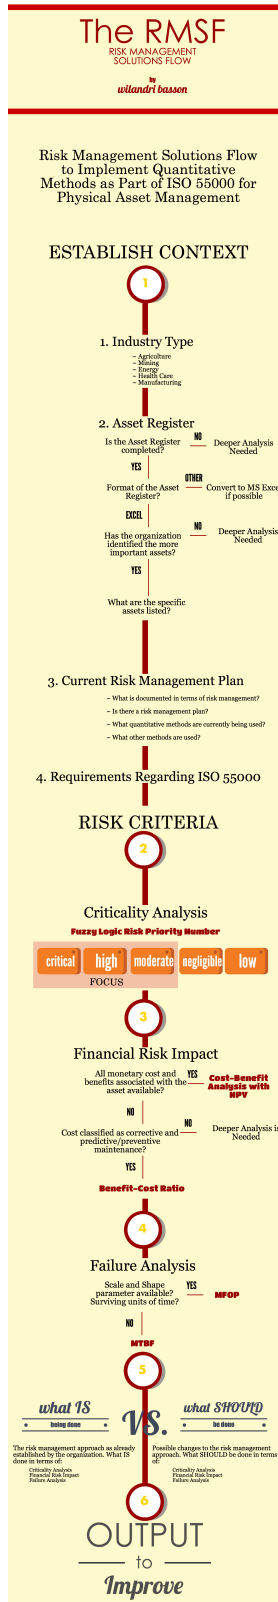 The RMSF
RISK MANAGEMENT
SOLUTIONS FLOW
by
wilandri basson
Risk Management Solutions Flow
to Implement Quantitative
Methods as Part of ISO 55000 for
Physical Asset Management
ESTABLISH CONTEXT
1
1. Industry Type
– Agriculture
– Mining
– Energy
– Health Care
– Manufacturing
2. Asset Register
Is the Asset Register
completed?
NO
Deeper Analysis
Needed
YES
Format of the Asset
Register?
OTHER
Convert to MS Exce
if possible
EXCEL
Has the organization
identified the more
important assets?
NO
Deeper Analysis
Needed
YES
What are the specific
assets listed?
3. Current Risk Management Plan
– What is documented in terms of risk management?
– Is there a risk management plan?
– What quantitative methods are currently being used?
– What other methods are used?
4. Requirements Regarding ISO 55000
RISK CRITERIA
2
Criticality Analysis
Fuzzy Logic Risk Priority Number
critical high moderate negligible low
FOCUS
3
Financial Risk Impact
All monetary cost and
benefits associated with the
asset available?
YES
Cost-Benefit
Analysis with
NPV
NO
Cost classified as corrective and
predictive/preventive
maintenance?
NO
Deeper Analysis is
Needed
YES
Benefit-Cost Ratio
4
Failure Analysis
Scale and Shape
parameter available?
Surviving units of time?
YES
MFOP
NO
MTBF
5
what IS
being done
VS.
what SHOULD
be done
The risk management approach as already
established by the organization. What IS
done in terms of:
Criticality Analysis
Financial Risk Impact
Failure Analysis
Possible changes to the risk management
approach. What SHOULD be done in terms
of:
Criticality Analysis
Financial Risk Impact
Failure Analysis
6
OUTPUT
to
Improve